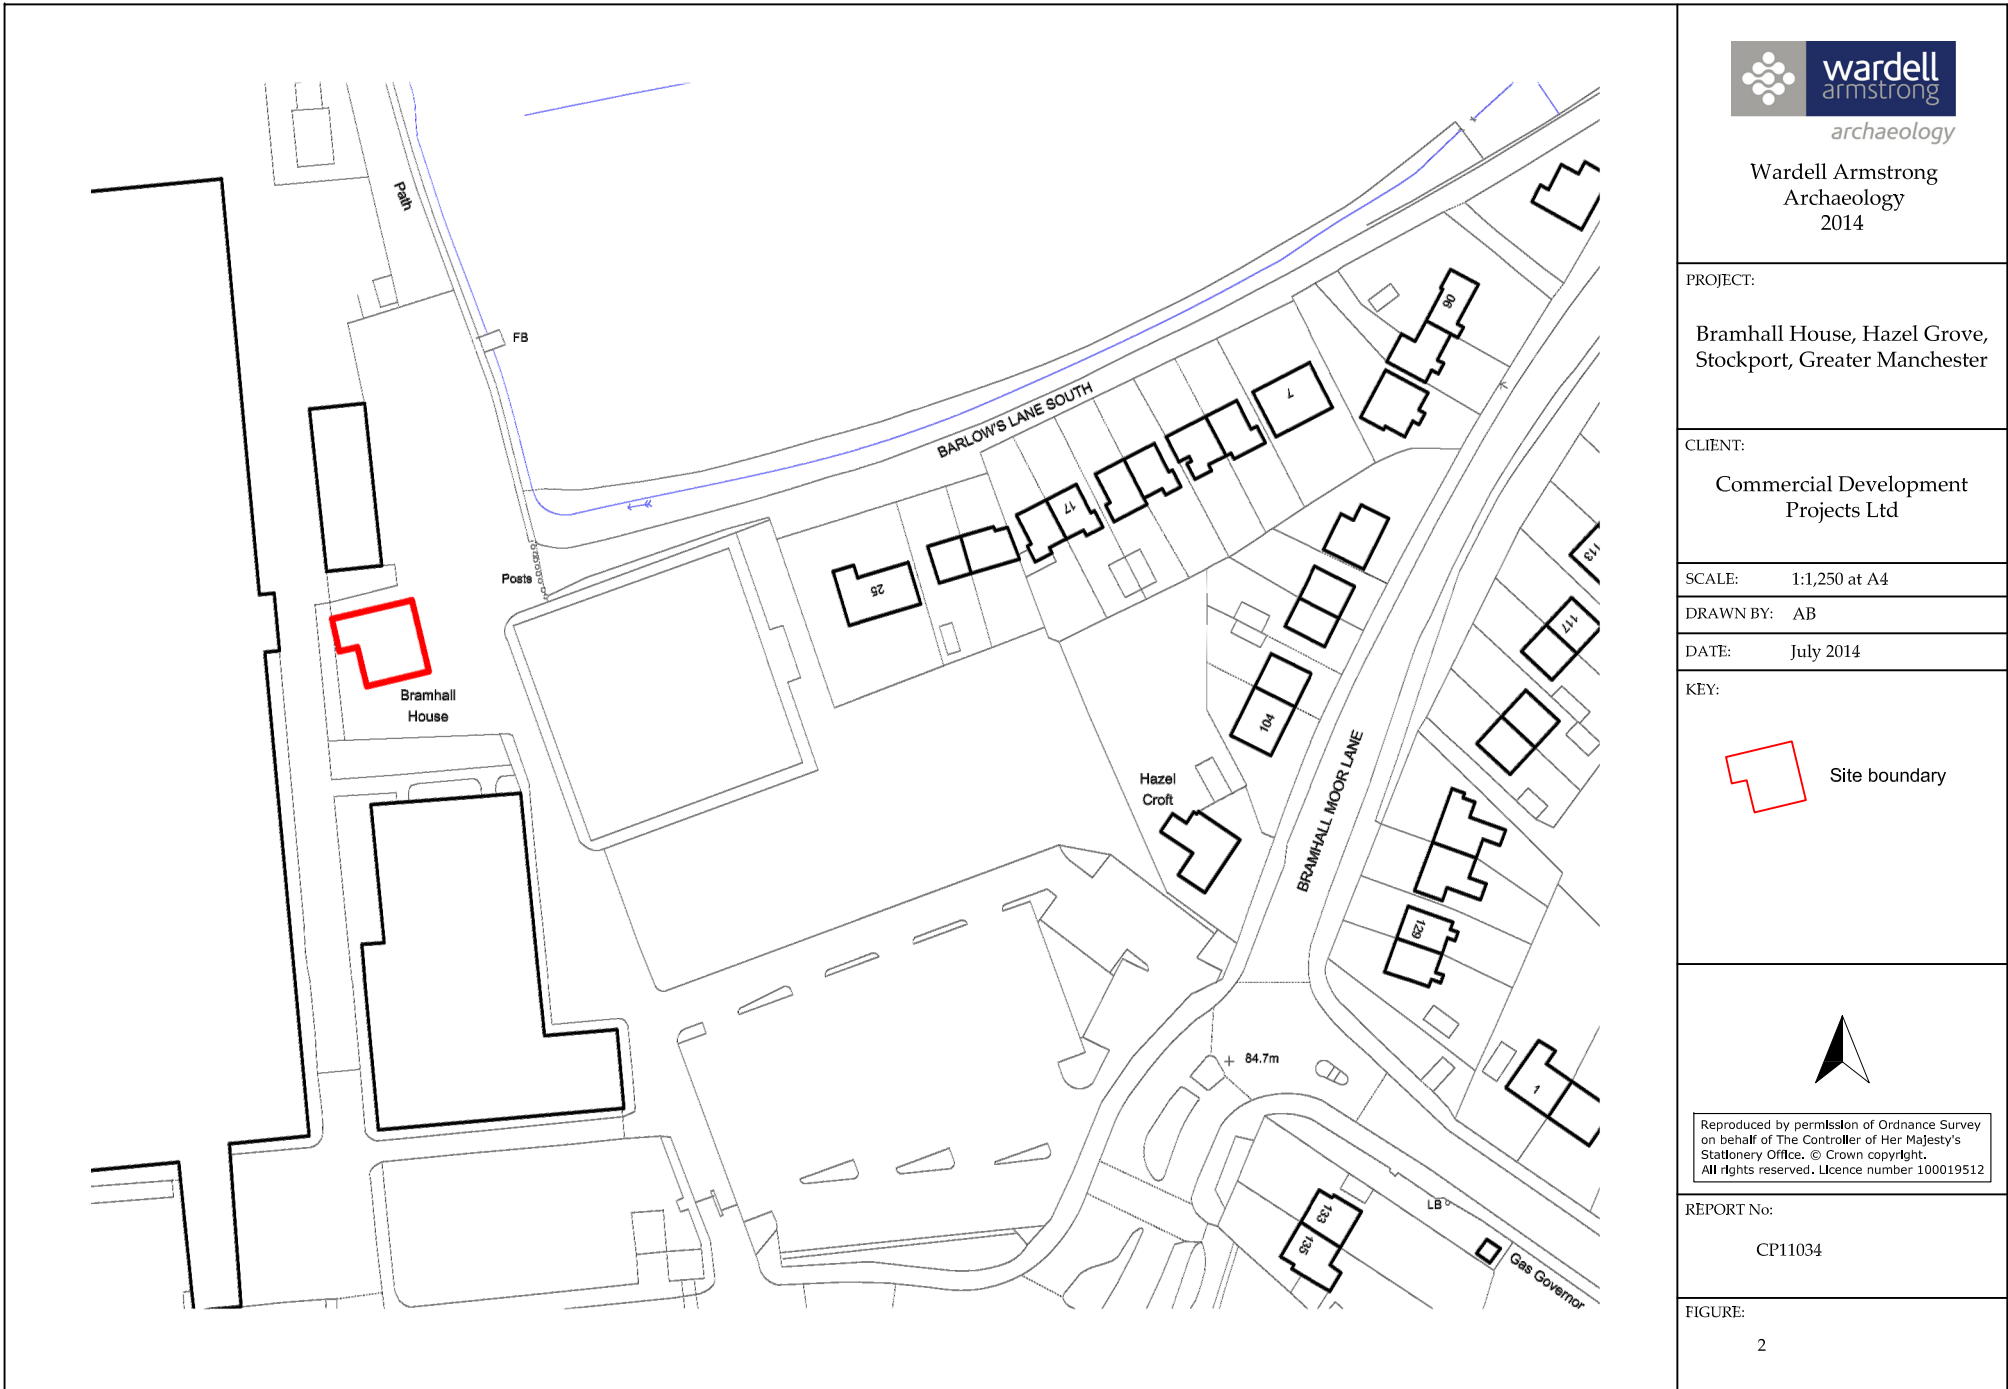 Path
FB
BARLOW'S LANE SOUTH
90
7
17
25
Posts
Bramhall
House
113
117
104
Hazel
Croft
BRAMHALL MOOR LANE
129
84.7m
1
133
135
LB
Gas Governor
wardell
armstrong
archaeology
Wardell Armstrong
Archaeology
2014
PROJECT:
Bramhall House, Hazel Grove,
Stockport, Greater Manchester
CLIENT:
Commercial Development
Projects Ltd
SCALE: 1:1,250 at A4
DRAWN BY: AB
DATE: July 2014
KEY:
Site boundary
Reproduced by permission of Ordnance Survey
on behalf of The Controller of Her Majesty's
Stationery Office. © Crown copyright.
All rights reserved. Licence number 100019512
REPORT No:
CP11034
FIGURE:
2